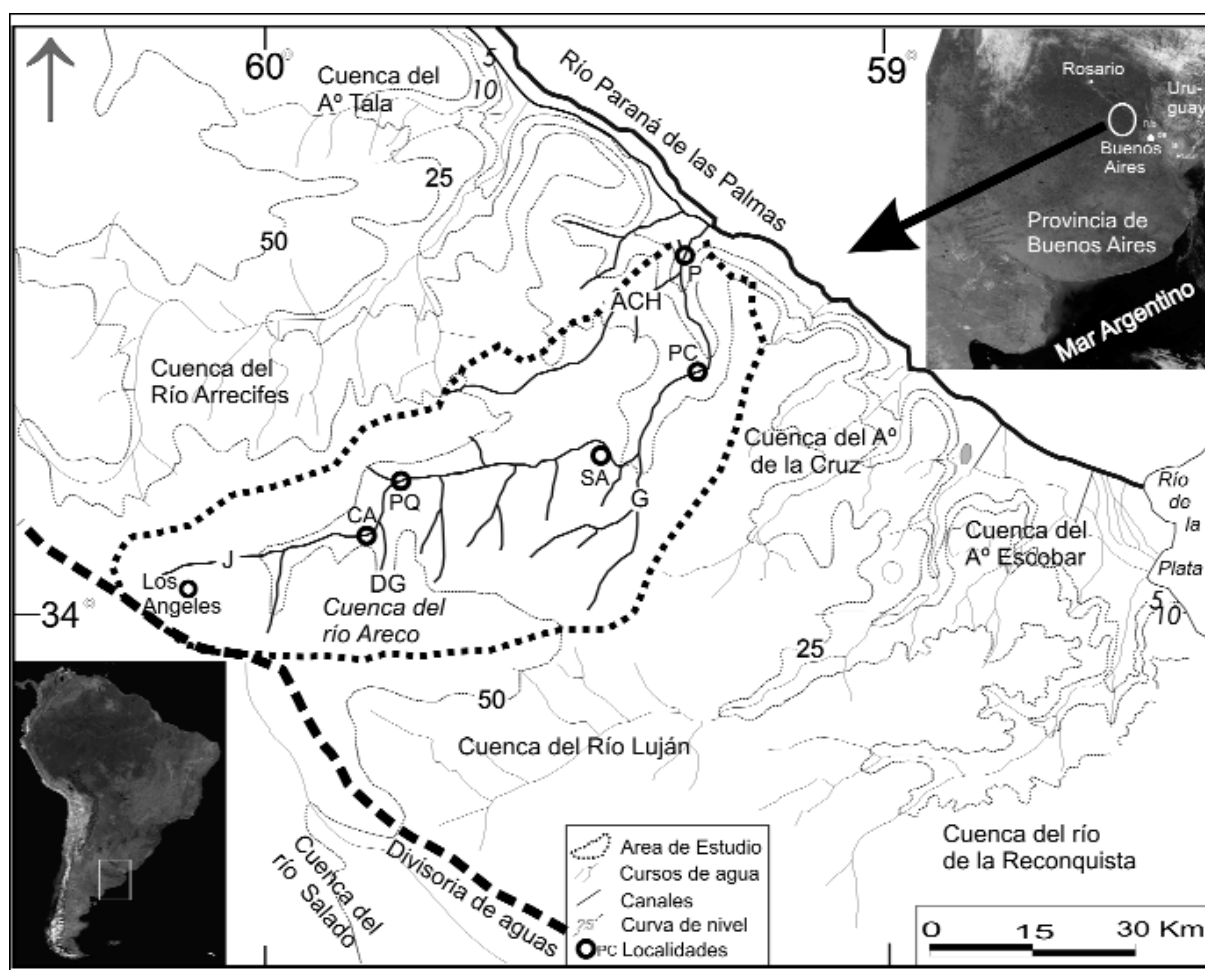 60°
59°
Cuenca del
Aº Tala
5
10
Río Paraná de las Palmas
Rosario
Uru-
guay
Buenos
Aires
Provincia de
Buenos Aires
Mar Argentino
25
50
P
ACH
PC
Cuenca del
Río Arrecifes
Cuenca del Aº
de la Cruz
SA
PQ
G
CA
J
DG
Los
Angeles
Cuenca del
río Areco
Río
de
la
Plata
Cuenca del
Aº Escobar
5
10
34°
25
50
Cuenca del Río Luján
Cuenca del
río Salado
Divisoria de aguas
Cuenca del río
de la Reconquista
Area de Estudio
Cursos de agua
Canales
25 Curva de nivel
PC Localidades
0 15 30 Km